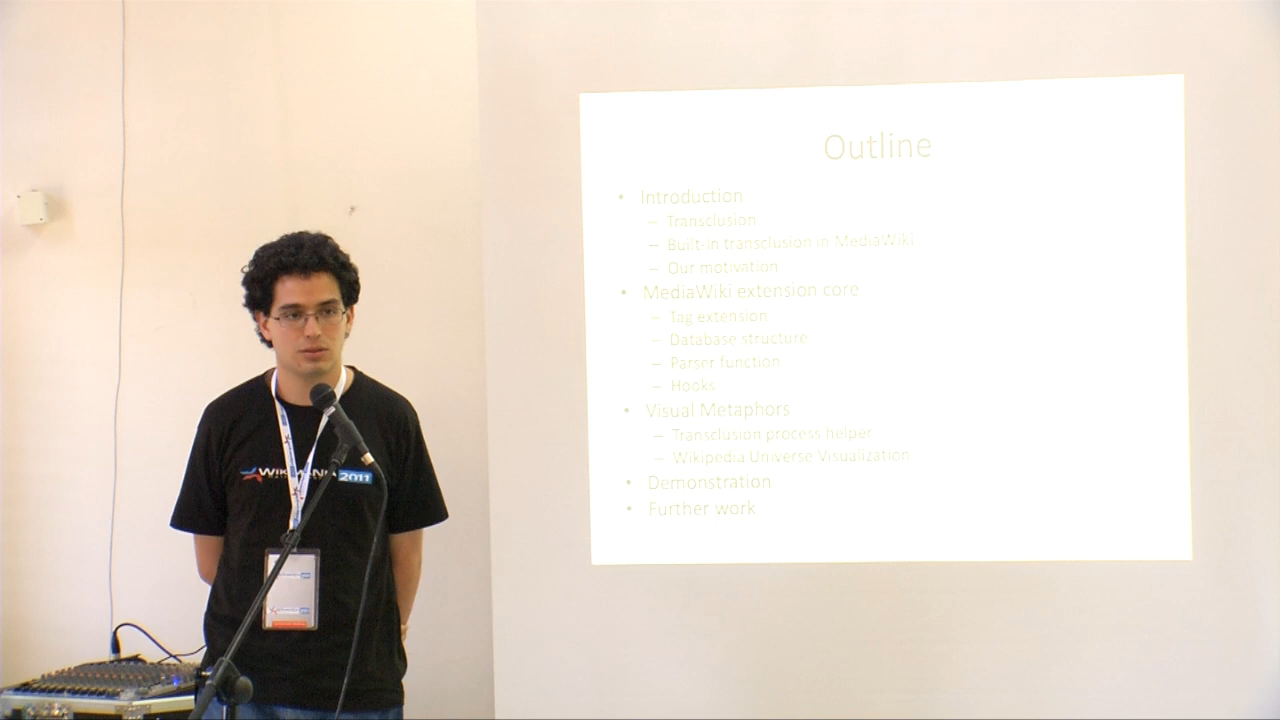 Outline
• Introduction
– Transclusion
– Built-in transclusion in MediaWiki
– Our motivation
• MediaWiki extension core
– Tag extension
– Database structure
– Parser function
– Hooks
• Visual Metaphors
– Transclusion process helper
– Wikipedia Universe Visualization
• Demonstration
• Further work
WIKIMANIA 2011